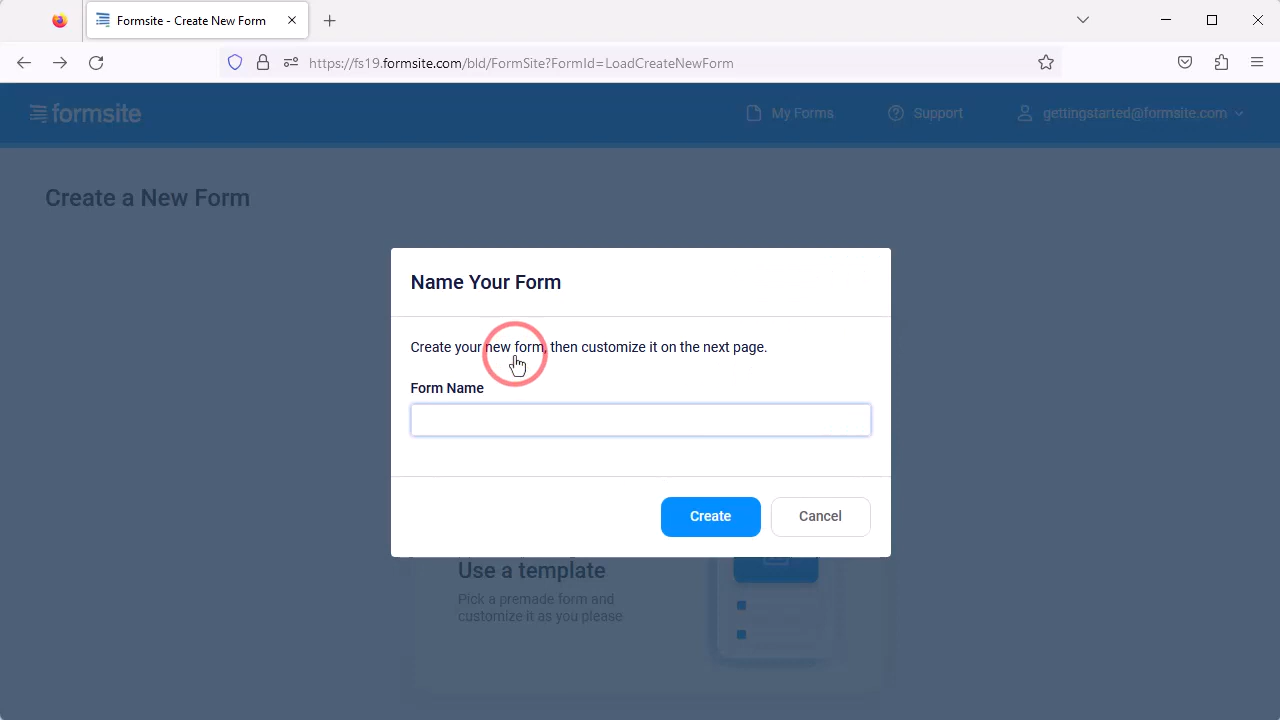 Formsite - Create New Form
https://fs19.formsite.com/bld/FormSite?FormId=LoadCreateNewForm
formsite
My Forms
Support
gettingstarted@formsite.com
Create a New Form
Name Your Form
Create your new form, then customize it on the next page.
Form Name
Create
Cancel
Use a template
Pick a premade form and
customize it as you please